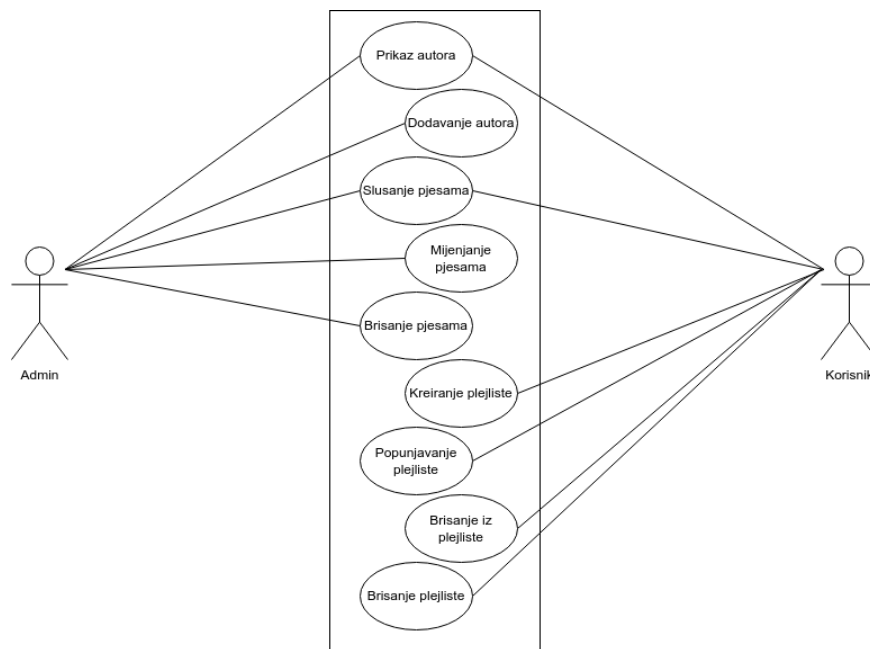 Prikaz autora
Dodavanje autora
Slusanje pjesama
Mijenjanje
pjesama
Brisanje pjesama
Admin
Korisnik
Kreiranje plejliste
Popunjavanje
plejliste
Brisanje iz
plejliste
Brisanje plejliste